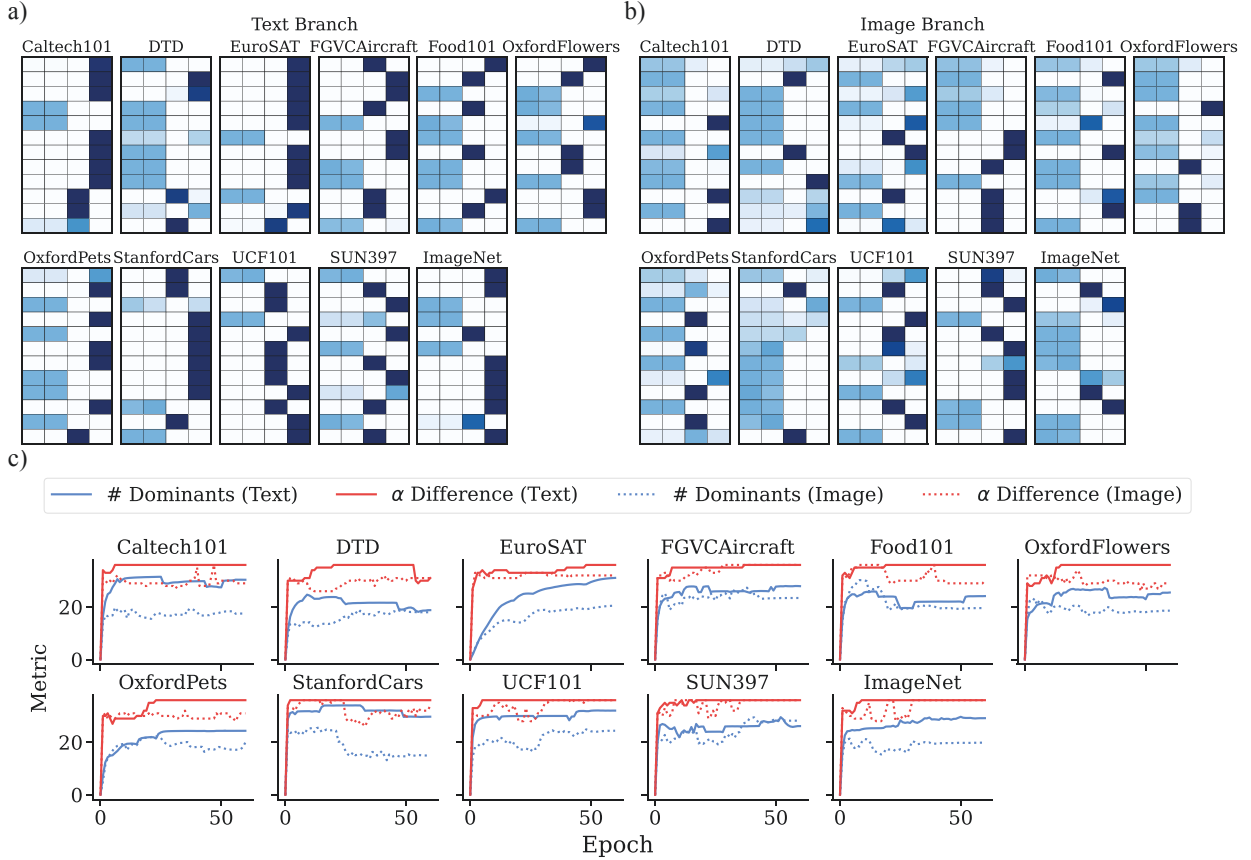 a)
Text Branch
Caltech101 DTD EuroSAT FGVCAircraft Food101 OxfordFlowers
OxfordPets StanfordCars UCF101 SUN397 ImageNet
b)
Image Branch
Caltech101 DTD EuroSAT FGVCAircraft Food101 OxfordFlowers
OxfordPets StanfordCars UCF101 SUN397 ImageNet
c)
# Dominants (Text) α Difference (Text) # Dominants (Image) α Difference (Image)
Caltech101 DTD EuroSAT FGVCAircraft Food101 OxfordFlowers
20
0
Metric
OxfordPets StanfordCars UCF101 SUN397 ImageNet
20
0
0 50 0 50 0 50 0 50 0 50
Epoch